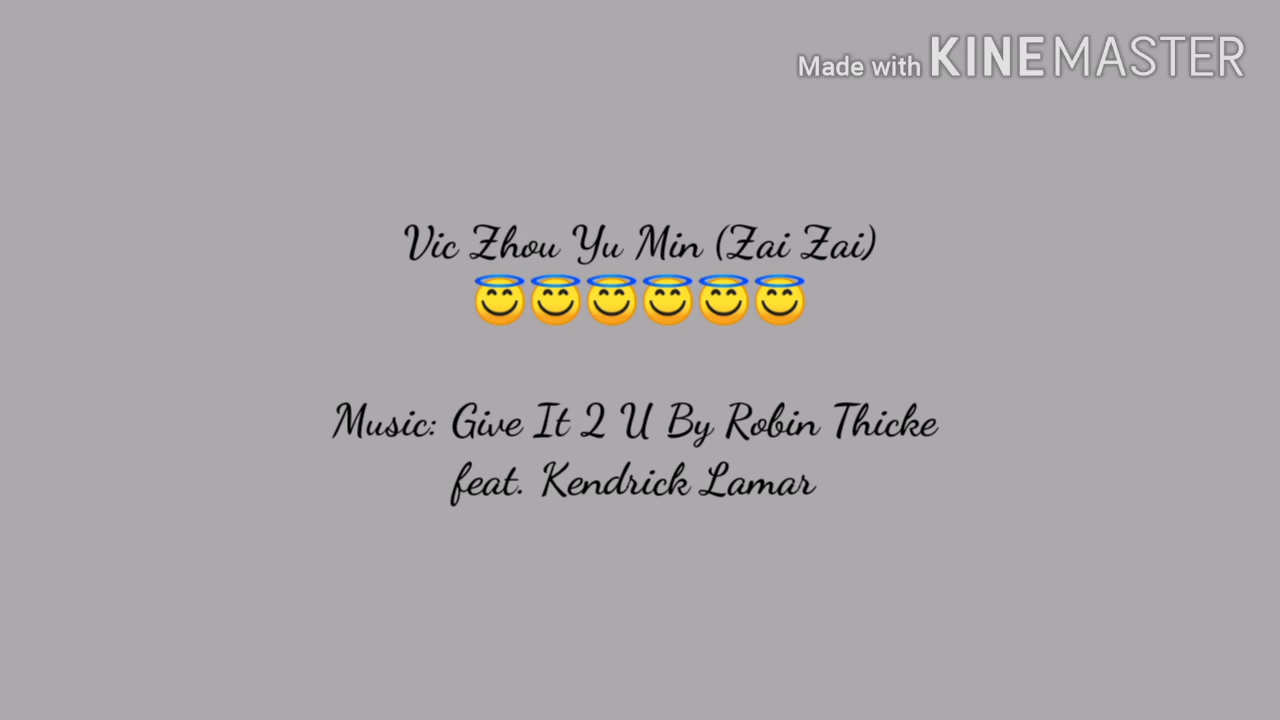 Made with KINEMASTER
Vic Zhou Yu Min (Zai Zai)
😇😇😇😇😇😇
Music: Give It 2 U By Robin Thicke
feat. Kendrick Lamar